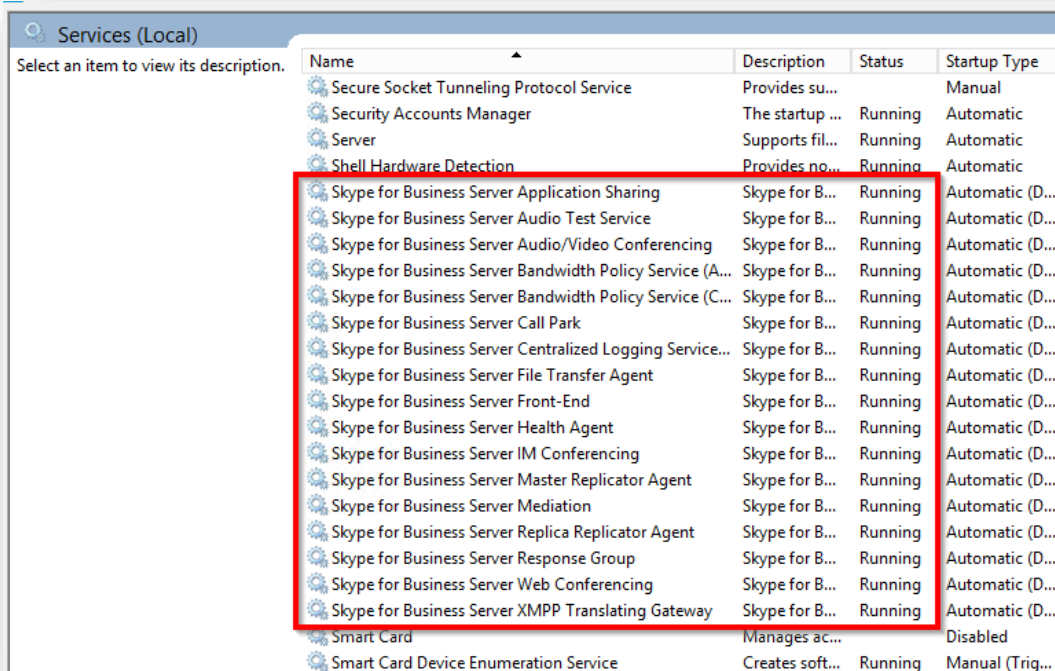 Services (Local)
Select an item to view its description.
Name Description Status Startup Type
Secure Socket Tunneling Protocol Service Provides su... Manual
Security Accounts Manager The startup ... Running Automatic
Server Supports fil... Running Automatic
Shell Hardware Detection Provides no... Running Automatic
Skype for Business Server Application Sharing Skype for B... Running Automatic (D...
Skype for Business Server Audio Test Service Skype for B... Running Automatic (D...
Skype for Business Server Audio/Video Conferencing Skype for B... Running Automatic (D...
Skype for Business Server Bandwidth Policy Service (A... Skype for B... Running Automatic (D...
Skype for Business Server Bandwidth Policy Service (C... Skype for B... Running Automatic (D...
Skype for Business Server Call Park Skype for B... Running Automatic (D...
Skype for Business Server Centralized Logging Service... Skype for B... Running Automatic (D...
Skype for Business Server File Transfer Agent Skype for B... Running Automatic (D...
Skype for Business Server Front-End Skype for B... Running Automatic (D...
Skype for Business Server Health Agent Skype for B... Running Automatic (D...
Skype for Business Server IM Conferencing Skype for B... Running Automatic (D...
Skype for Business Server Master Replicator Agent Skype for B... Running Automatic (D...
Skype for Business Server Mediation Skype for B... Running Automatic (D...
Skype for Business Server Replica Replicator Agent Skype for B... Running Automatic (D...
Skype for Business Server Response Group Skype for B... Running Automatic (D...
Skype for Business Server Web Conferencing Skype for B... Running Automatic (D...
Skype for Business Server XMPP Translating Gateway Skype for B... Running Automatic (D...
Smart Card Manages ac... Disabled
Smart Card Device Enumeration Service Creates soft... Running Manual (Trig...